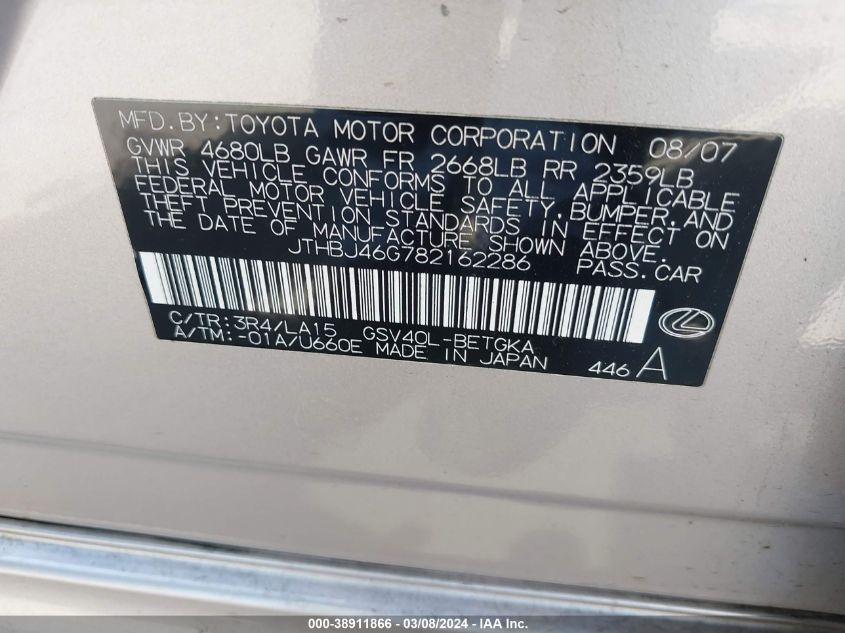 MFD.BY:TOYOTA MOTOR CORPORATION 08/07
GVWR 4680LB GAWR FR 2668LB RR 2359LB
THIS VEHICLE CONFORMS TO ALL APPLICABLE
FEDERAL MOTOR VEHICLE SAFETY,BUMPER,AND
THEFT PREVENTION STANDARDS IN EFFECT ON
THE DATE OF MANUFACTURE SHOWN ABOVE.
JTHBJ46G782162286 PASS.CAR
C/TR:3R4/LA15 GSV40L-BETGKA
A/TM:-01A/U660E MADE IN JAPAN 446 A
000-38911866 - 03/08/2024 - IAA Inc.